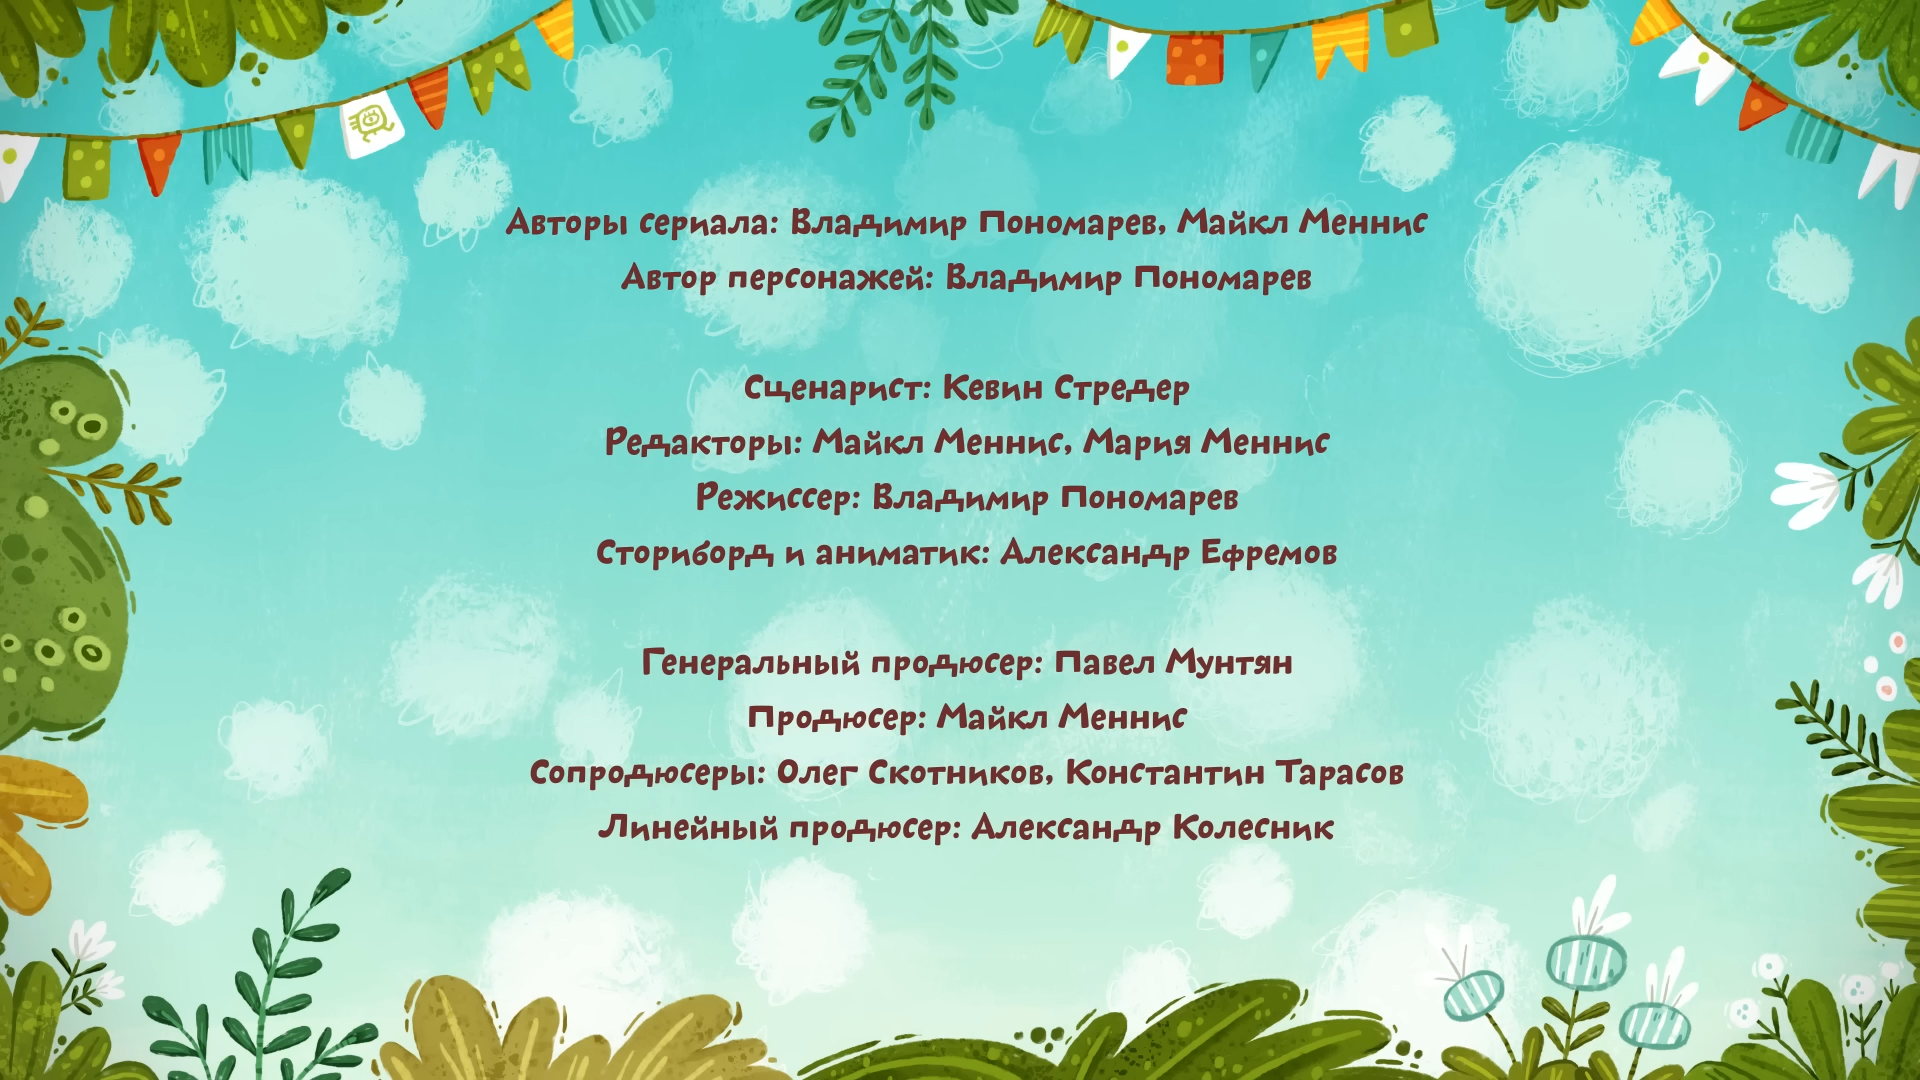 Авторы сериала: Владимир Пономарев, Майкл Меннис
Автор персонажей: Владимир Пономарев
Сценарист: Кевин Стредер
Редакторы: Майкл Меннис, Мария Меннис
Режиссер: Владимир Пономарев
Сториборд и аниматик: Александр Ефремов
Генеральный продюсер: Павел Мунтян
Продюсер: Майкл Меннис
Сопродюсеры: Олег Скотников, Константин Тарасов
Линейный продюсер: Александр Колесник